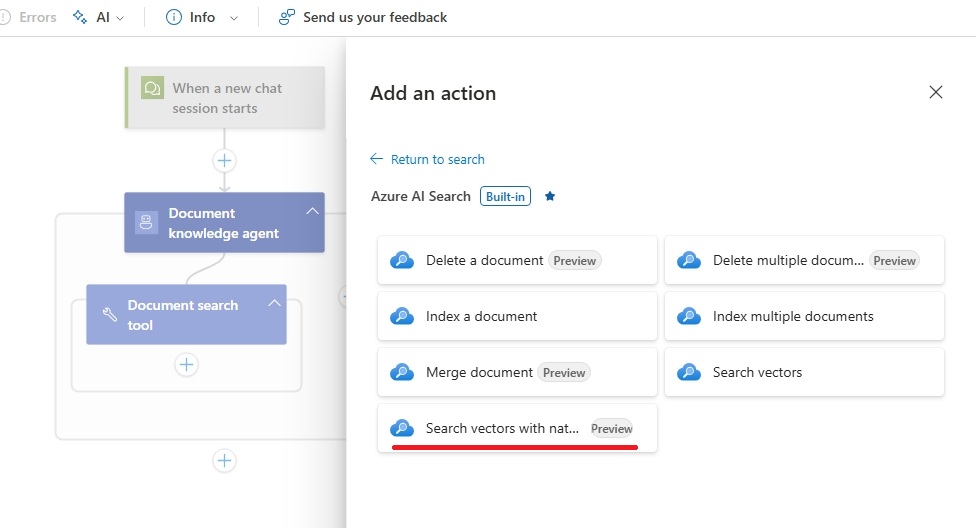 Errors
AI
Info
Send us your feedback
When a new chat
session starts
Document
knowledge agent
Document search
tool
Add an action
Return to search
Azure AI Search
Built-in
Delete a document
Preview
Delete multiple docum...
Preview
Index a document
Index multiple documents
Merge document
Preview
Search vectors
Search vectors with nat...
Preview